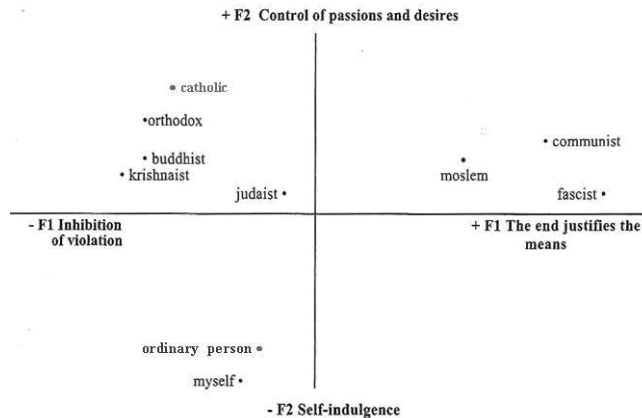 + F2 Control of passions and desires
• catholic
•orthodox
• buddhist
• communist
• krishnaist
moslem
judaist •
fascist •
- F1 Inhibition
of violation
+ F1 The end justifies the
means
ordinary person •
myself •
- F2 Self-indulgence